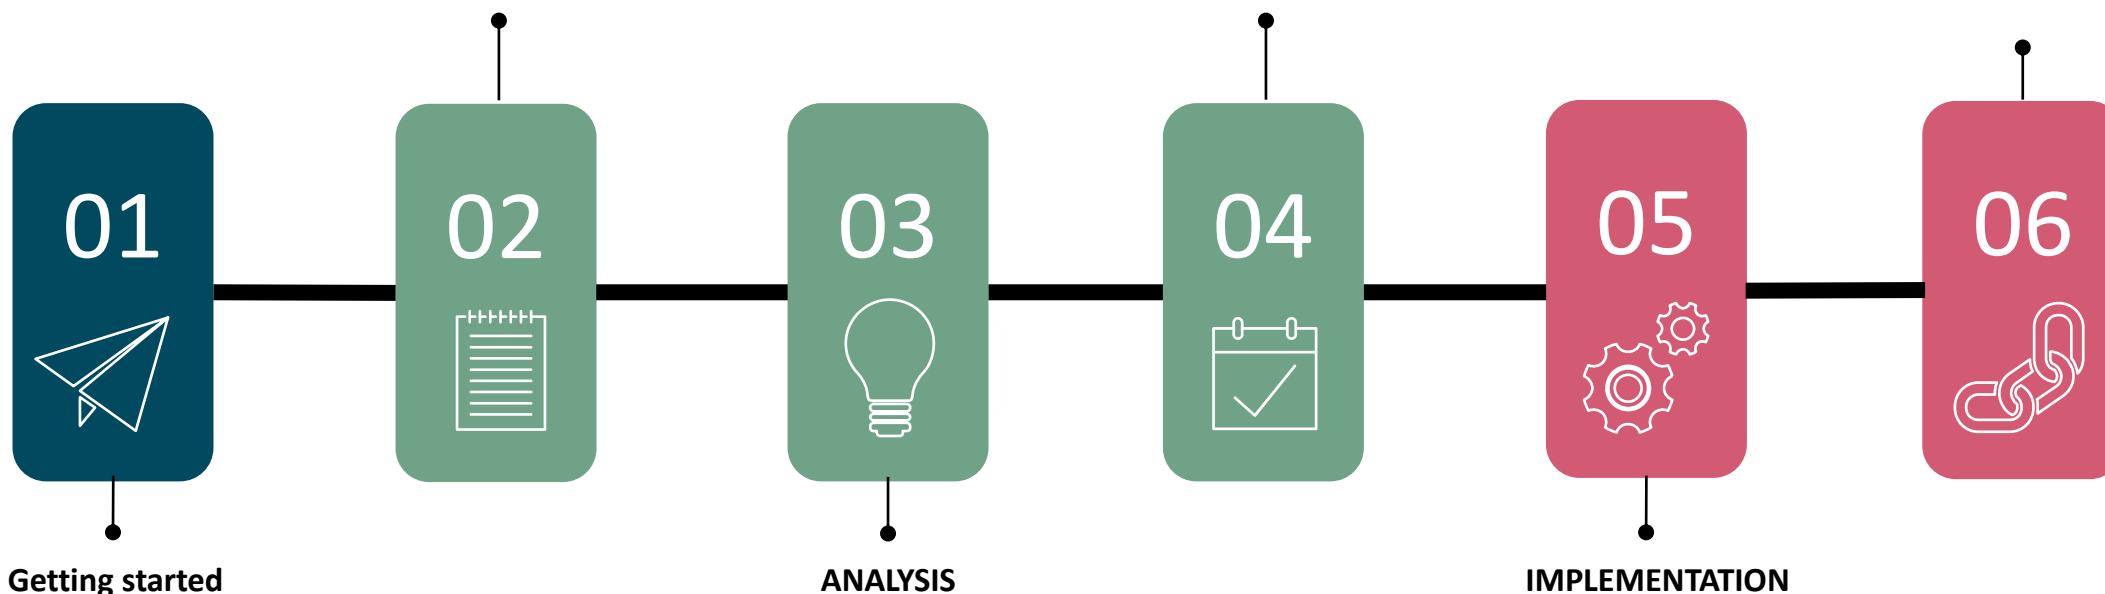 01
02
03
04
05
06
Getting started
ANALYSIS
IMPLEMENTATION